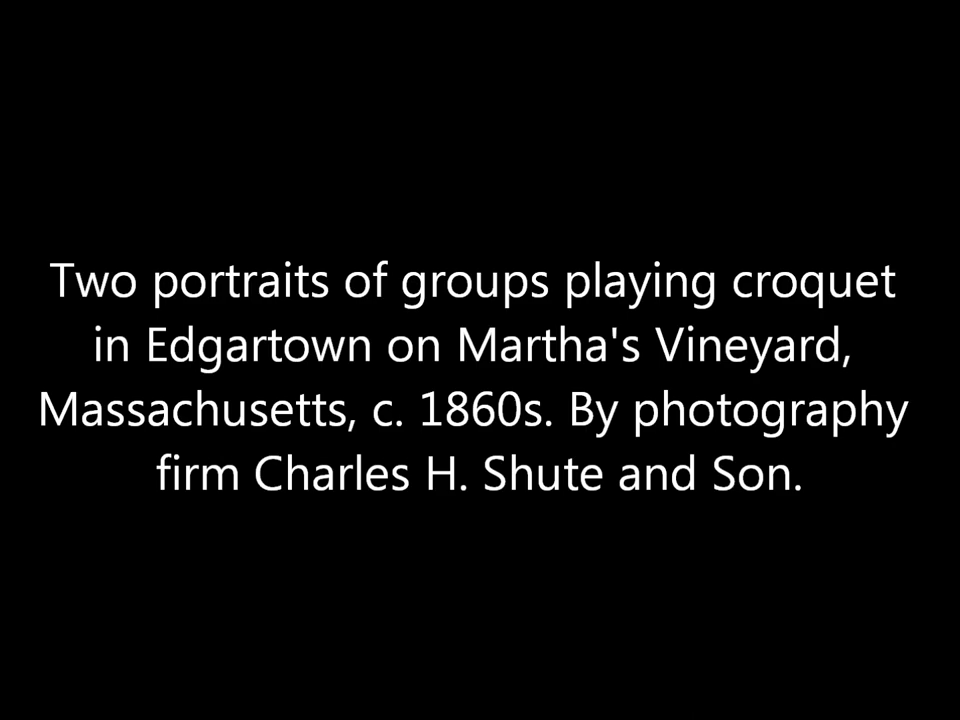 Two portraits of groups playing croquet
in Edgartown on Martha's Vineyard,
Massachusetts, c. 1860s. By photography
firm Charles H. Shute and Son.